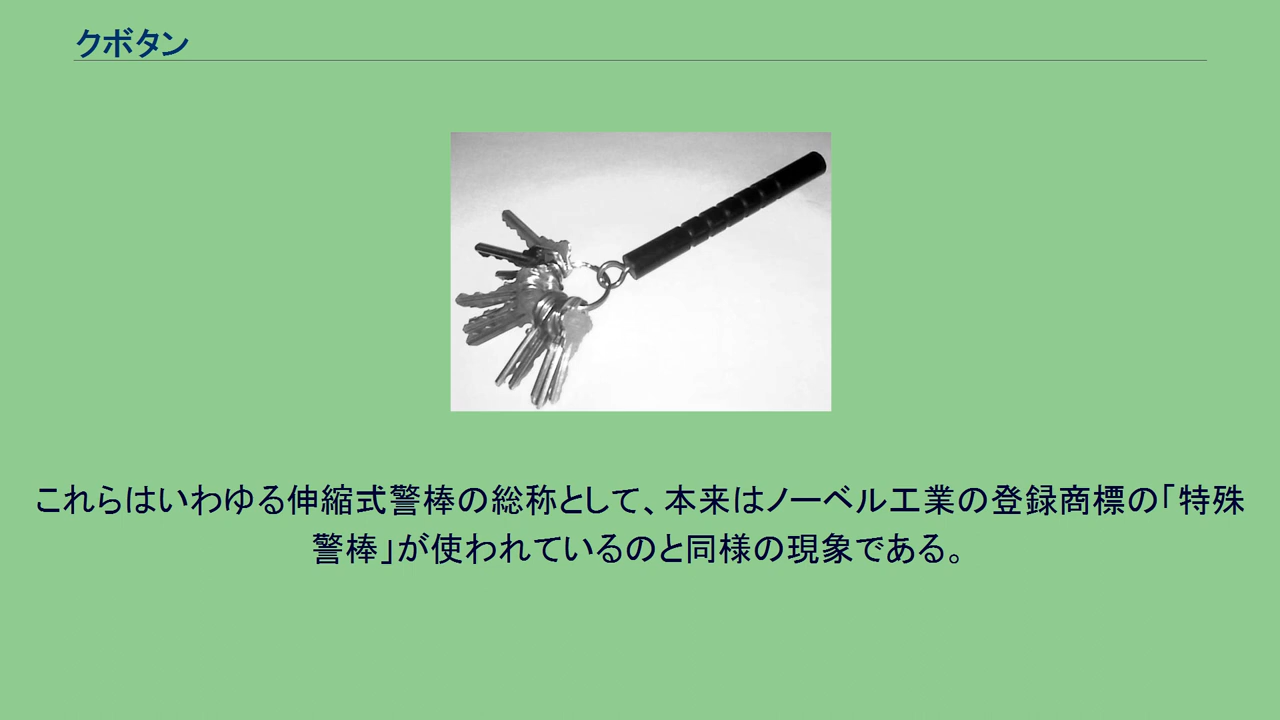 クボタン
これらはいわゆる伸縮式警棒の総称として、本来はノーベル工業の登録商標の「特殊
警棒」が使われているのと同様の現象である。